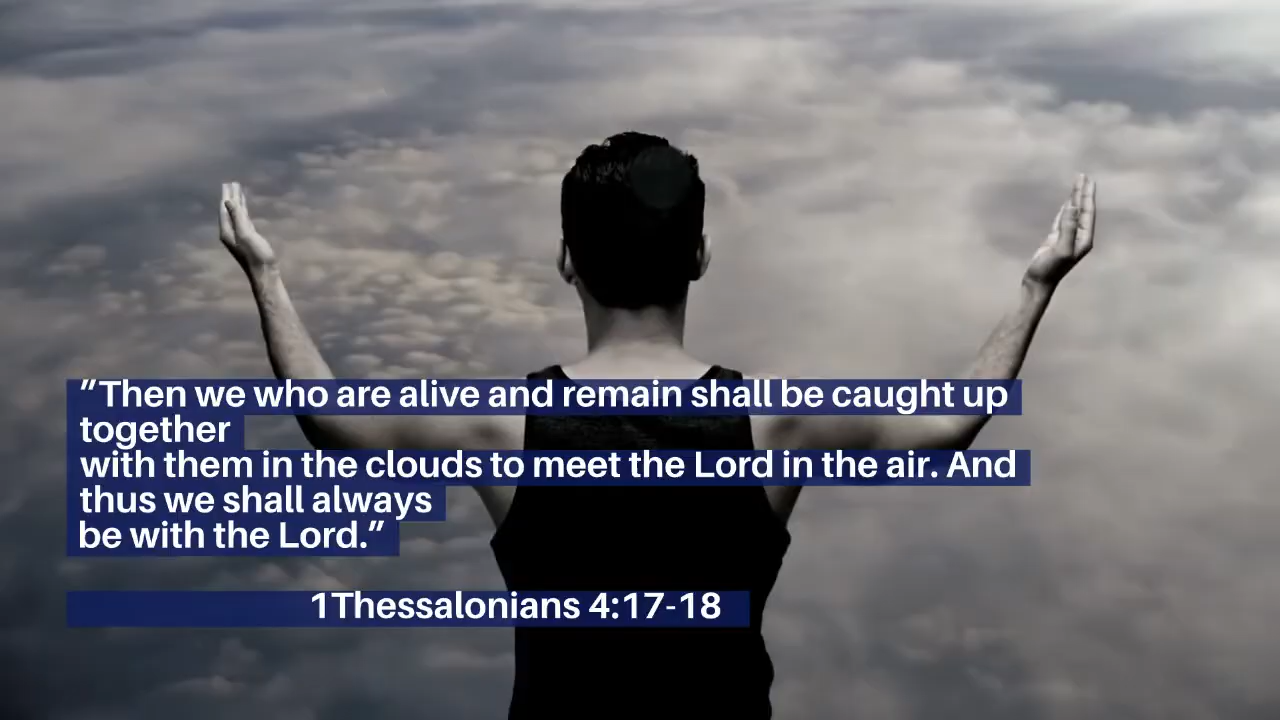 ”Then we who are alive and remain shall be caught up
together
with them in the clouds to meet the Lord in the air. And
thus we shall always
be with the Lord.”
1Thessalonians 4:17-18